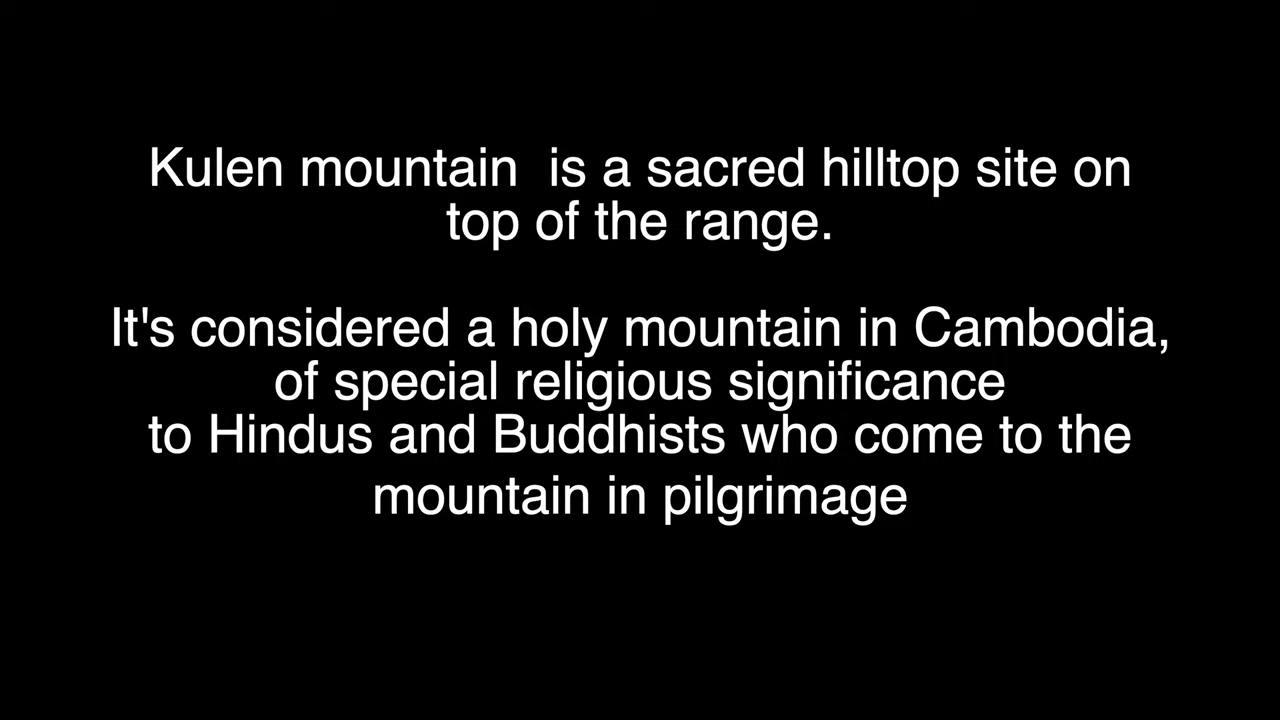 Kulen mountain  is a sacred hilltop site on
top of the range.
It's considered a holy mountain in Cambodia,
of special religious significance
to Hindus and Buddhists who come to the
mountain in pilgrimage